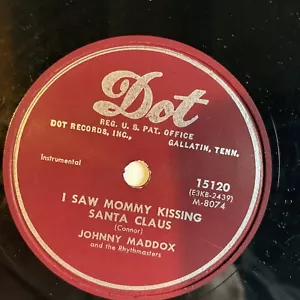 Dot
REG. U. S. PAT. OFFICE
DOT RECORDS, INC., GALLATIN, TENN.
Instrumental
15120
(E3KB-2439)
M-8074
I SAW MOMMY KISSING
SANTA CLAUS
(Connor)
JOHNNY MADDOX
and the Rhythmasters